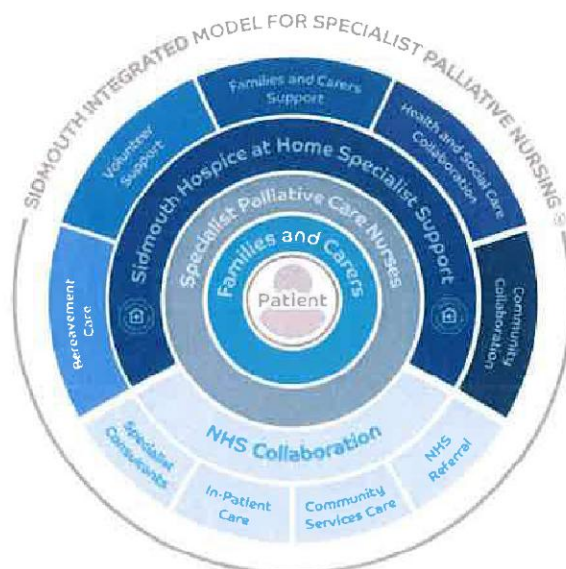 SIDMOUTH INTEGRATED MODEL FOR SPECIALIST PALLIATIVE NURSING ®
Families and Carers
Support
Volunteer
Support
Health and Social Care
Collaboration
Bereavement
Care
Community
Collaboration
Sidmouth Hospice at Home Specialist Support
Specialist Palliative Care Nurses
Families and Carers
Patient
NHS Collaboration
Specialist
Consultants
In-Patient
Care
Community
Services Care
NHS
Referral